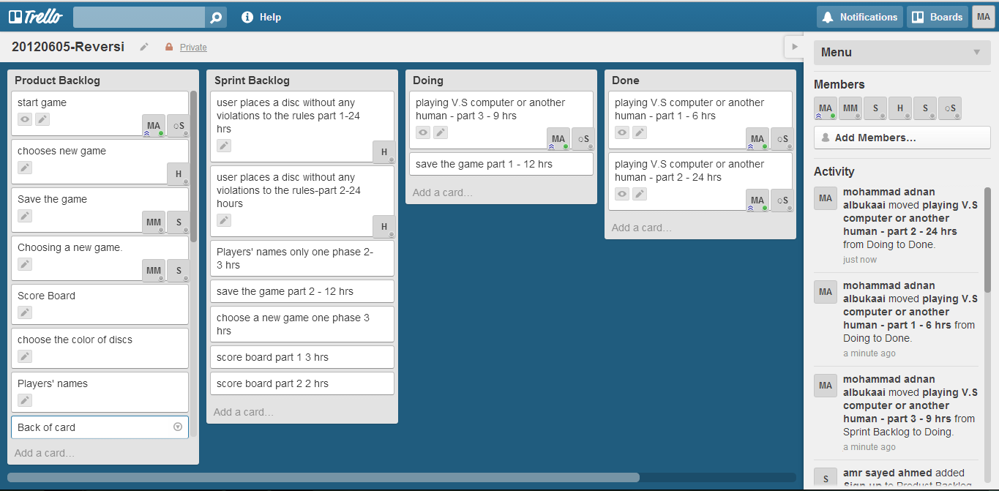 Trello
Help
Notifications
Boards
MA
20120605-Reversi
Private
Product Backlog
start game
MA
○S
chooses new game
H
Save the game
MM
S
Choosing a new game.
MM
S
Score Board
choose the color of discs
Players' names
Back of card
Add a card...
Sprint Backlog
user places a disc without any
violations to the rules part 1-24
hrs
H
user places a disc without any
violations to the rules-part 2-24
hours
H
Players' names only one phase 2-
3 hrs
save the game part 2 - 12 hrs
choose a new game one phase 3
hrs
score board part 1 3 hrs
score board part 2 2 hrs
Add a card...
Doing
playing V.S computer or another
human - part 3 - 9 hrs
MA
○S
save the game part 1 - 12 hrs
Add a card...
Done
playing V.S computer or another
human - part 1 - 6 hrs
MA
○S
playing V.S computer or another
human - part 2 - 24 hrs
MA
○S
Add a card...
Menu
Members
MA
MM
S
H
S
○S
Add Members...
Activity
MA
mohammad adnan
albukaai moved playing V.S
computer or another
human - part 2 - 24 hrs
from Doing to Done.
just now
MA
mohammad adnan
albukaai moved playing V.S
computer or another
human - part 1 - 6 hrs from
Doing to Done.
a minute ago
MA
mohammad adnan
albukaai moved playing V.S
computer or another
human - part 3 - 9 hrs from
Sprint Backlog to Doing.
a minute ago
S
amr sayed ahmed added
Sign up to Product Backlog